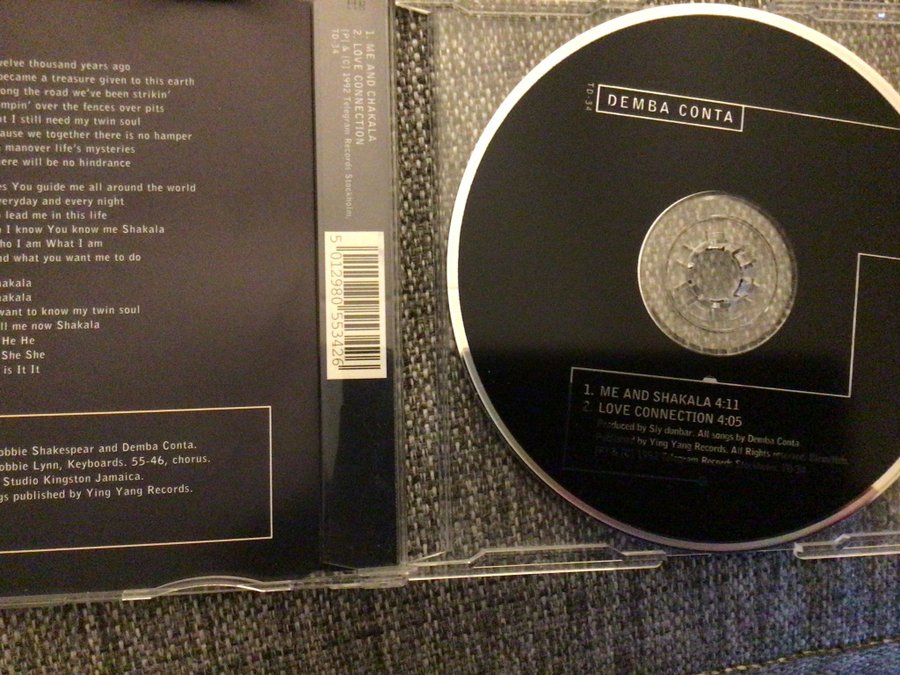 welve thousand years ago
became a treasure given to this earth
ong the road we've been strikin'
mpin' over the fences over pits
t I still need my twin soul
ause we together there is no hamper
manover life's mysteries
ere will be no hindrance
es You guide me all around the world
veryday and every night
lead me in this life
I know You know me Shakala
ho I am What I am
nd what you want me to do
hakala
hakala
want to know my twin soul
ll me now Shakala
He He
She She
is It It
obbie Shakespear and Demba Conta.
obbie Lynn, Keyboards. 55-46, chorus.
Studio Kingston Jamaica.
gs published by Ying Yang Records.
1. ME AND CHAKALA
2. LOVE CONNECTION
(P) & (C) 1992 Telegram Records Stockholm.
TD-34
5 012980 553426
TD-34
DEMBA CONTA
1. ME AND SHAKALA 4:11
2. LOVE CONNECTION 4:05
Produced by Sly dunbar. All songs by Demba Conta
Published by Ying Yang Records. All Rights
(P) & (C) 1992 Telegram Records Stockholm. TD-34